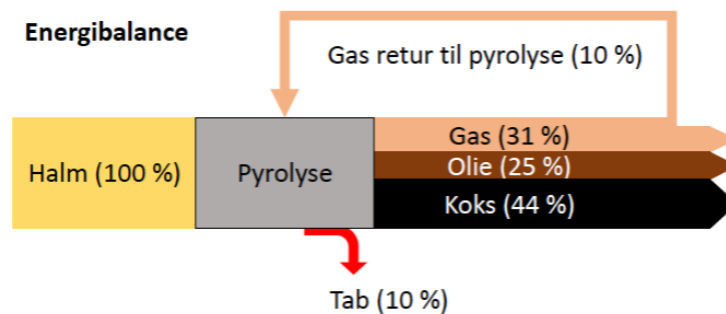 Energibalance
Gas retur til pyrolyse (10 %)
Halm (100 %)
Pyrolyse
Gas (31 %)
Olie (25 %)
Koks (44 %)
Tab (10 %)